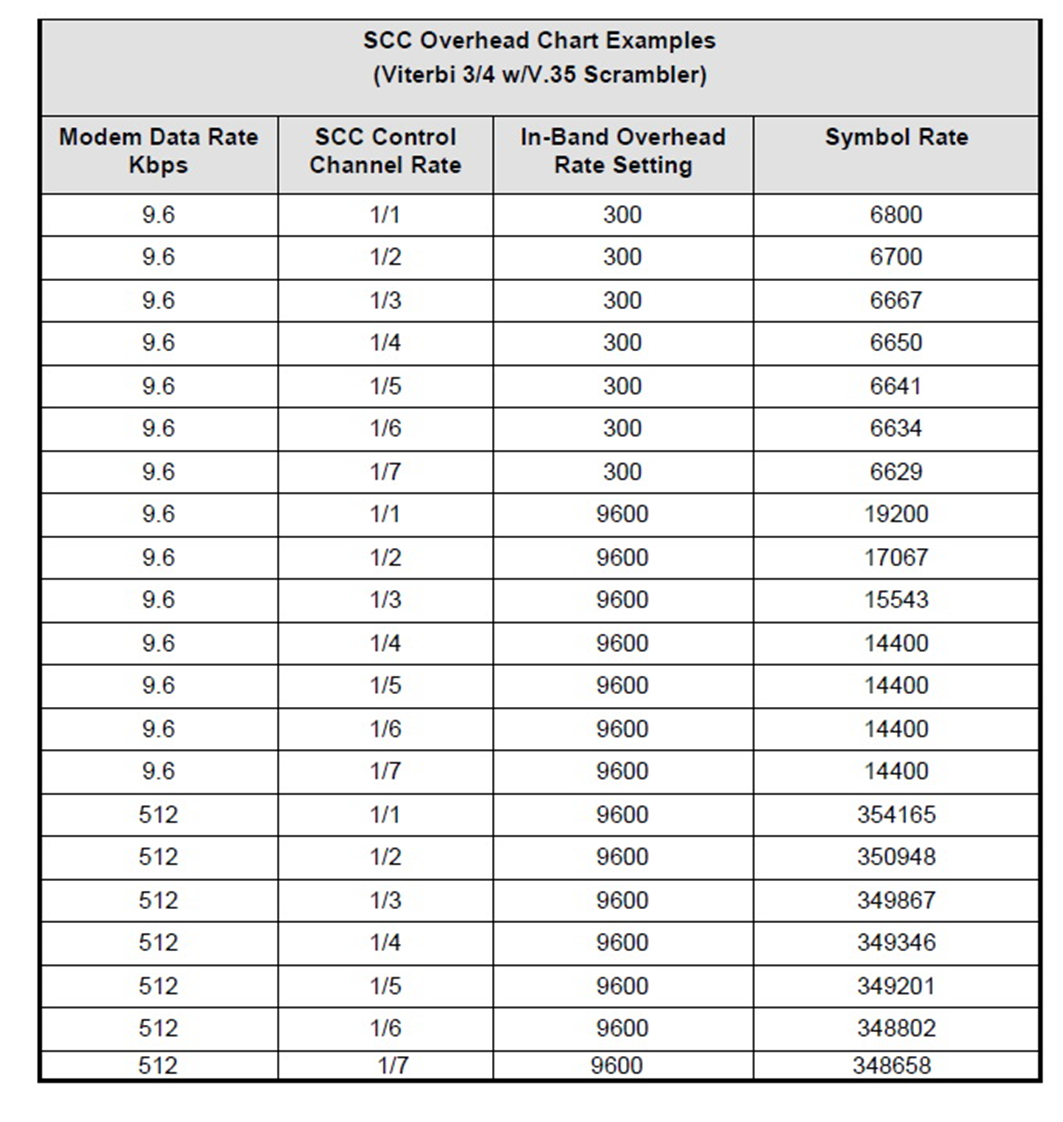 SCC Overhead Chart Examples
(Viterbi 3/4 w/V.35 Scrambler)
Modem Data Rate Kbps | SCC Control Channel Rate | In-Band Overhead Rate Setting | Symbol Rate
9.6 1/1 300 6800
9.6 1/2 300 6700
9.6 1/3 300 6667
9.6 1/4 300 6650
9.6 1/5 300 6641
9.6 1/6 300 6634
9.6 1/7 300 6629
9.6 1/1 9600 19200
9.6 1/2 9600 17067
9.6 1/3 9600 15543
9.6 1/4 9600 14400
9.6 1/5 9600 14400
9.6 1/6 9600 14400
9.6 1/7 9600 14400
512 1/1 9600 354165
512 1/2 9600 350948
512 1/3 9600 349867
512 1/4 9600 349346
512 1/5 9600 349201
512 1/6 9600 348802
512 1/7 9600 348658